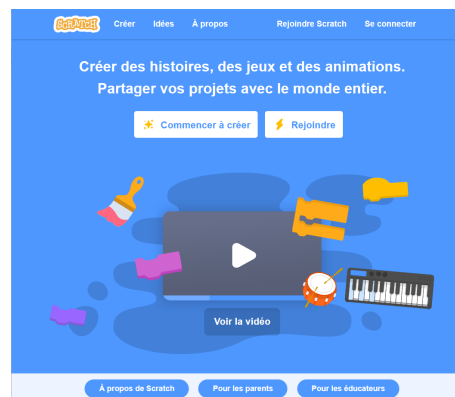 SCRATCH Créer Idées À propos Rejoindre Scratch Se connecter
Créer des histoires, des jeux et des animations.
Partager vos projets avec le monde entier.
Commencer à créer Rejoindre
Voir la vidéo
À propos de Scratch Pour les parents Pour les éducateurs